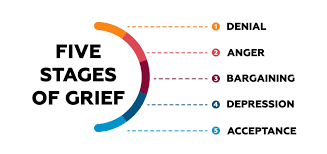 FIVE
STAGES
OF GRIEF
1 DENIAL
2 ANGER
3 BARGAINING
4 DEPRESSION
5 ACCEPTANCE